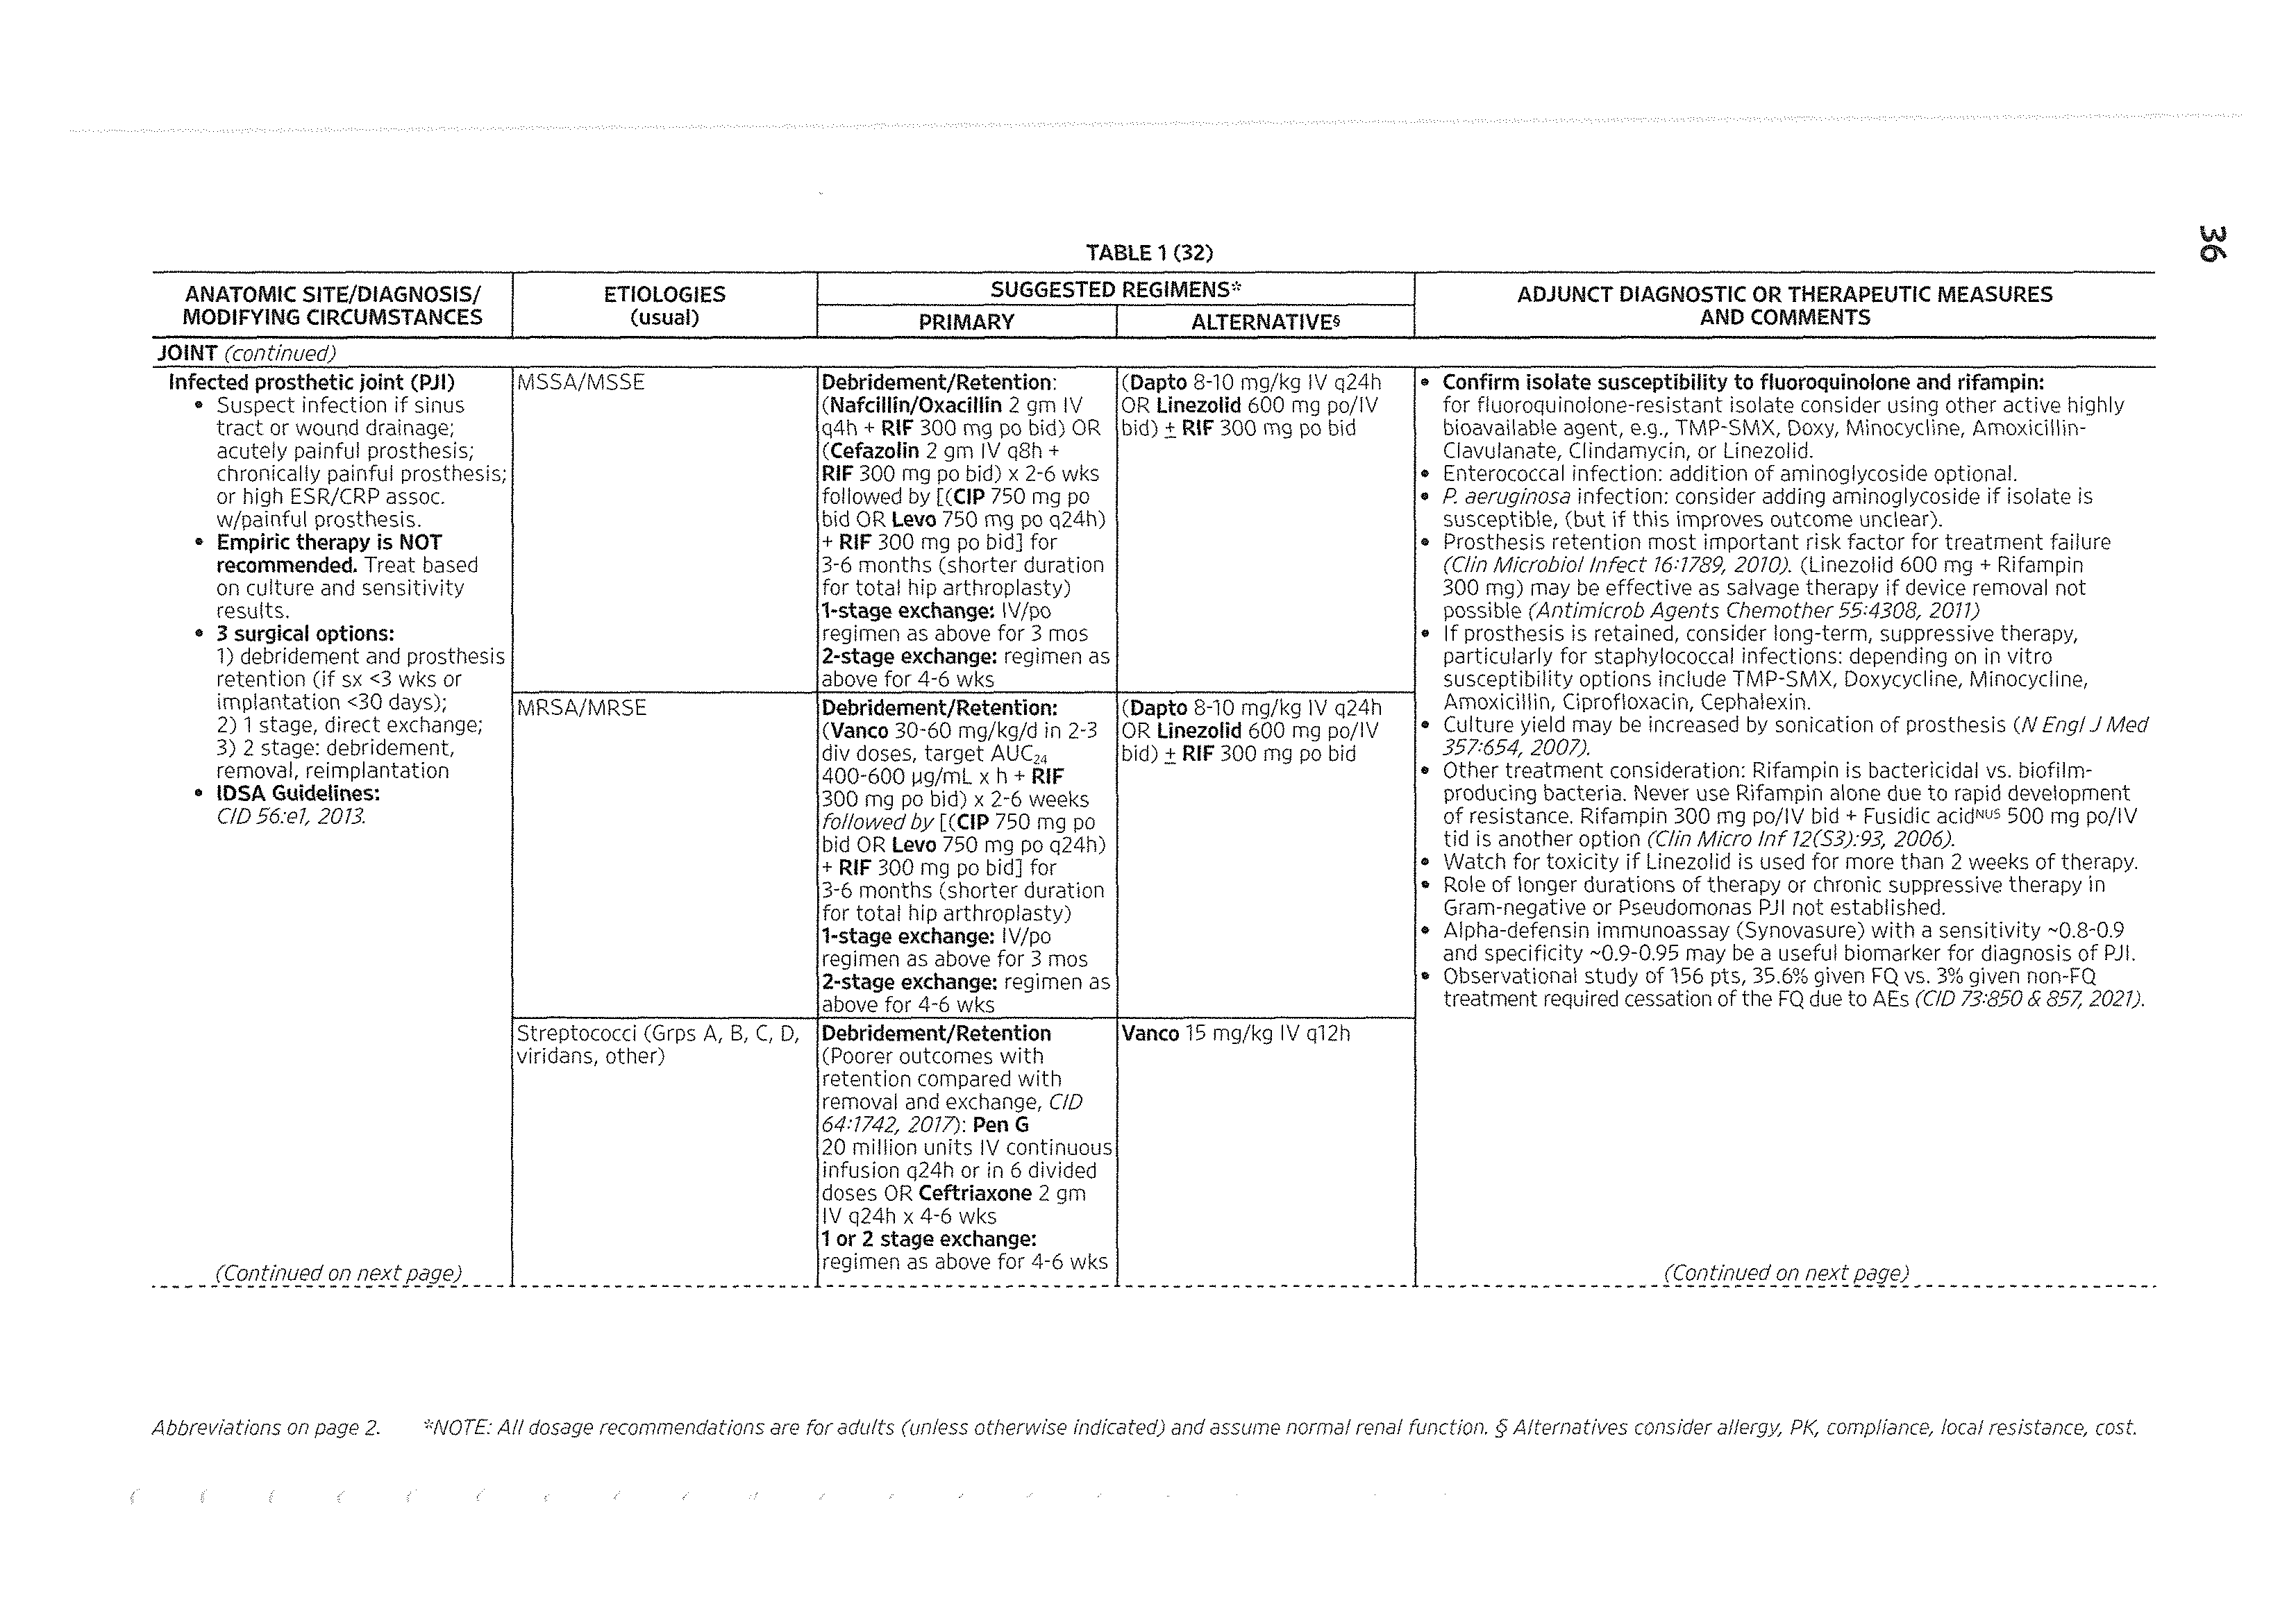 36
TABLE 1 (32)
ANATOMIC SITE/DIAGNOSIS/
MODIFYING CIRCUMSTANCES
ETIOLOGIES
(usual)
SUGGESTED REGIMENS*
PRIMARY
ALTERNATIVE§
ADJUNCT DIAGNOSTIC OR THERAPEUTIC MEASURES
AND COMMENTS
JOINT (continued)
Infected prosthetic joint (PJI)
• Suspect infection if sinus
tract or wound drainage;
acutely painful prosthesis;
chronically painful prosthesis;
or high ESR/CRP assoc.
w/painful prosthesis.
• Empiric therapy is NOT
recommended. Treat based
on culture and sensitivity
results.
• 3 surgical options:
1) debridement and prosthesis
retention (if sx <3 wks or
implantation <30 days);
2) 1 stage, direct exchange;
3) 2 stage: debridement,
removal, reimplantation
• IDSA Guidelines:
CID 56:e1, 2013.
(Continued on next page)
MSSA/MSSE
Debridement/Retention:
(Nafcillin/Oxacillin 2 gm IV
q4h + RIF 300 mg po bid) OR
(Cefazolin 2 gm IV q8h +
RIF 300 mg po bid) x 2-6 wks
followed by [(CIP 750 mg po
bid OR Levo 750 mg po q24h)
+ RIF 300 mg po bid] for
3-6 months (shorter duration
for total hip arthroplasty)
1-stage exchange: IV/po
regimen as above for 3 mos
2-stage exchange: regimen as
above for 4-6 wks
(Dapto 8-10 mg/kg IV q24h
OR Linezolid 600 mg po/IV
bid) ± RIF 300 mg po bid
MRSA/MRSE
Debridement/Retention:
(Vanco 30-60 mg/kg/d in 2-3
div doses, target AUC24
400-600 µg/mL x h + RIF
300 mg po bid) x 2-6 weeks
followed by [(CIP 750 mg po
bid OR Levo 750 mg po q24h)
+ RIF 300 mg po bid] for
3-6 months (shorter duration
for total hip arthroplasty)
1-stage exchange: IV/po
regimen as above for 3 mos
2-stage exchange: regimen as
above for 4-6 wks
(Dapto 8-10 mg/kg IV q24h
OR Linezolid 600 mg po/IV
bid) ± RIF 300 mg po bid
Streptococci (Grps A, B, C, D,
viridans, other)
Debridement/Retention
(Poorer outcomes with
retention compared with
removal and exchange, CID
64:1742, 2017): Pen G
20 million units IV continuous
infusion q24h or in 6 divided
doses OR Ceftriaxone 2 gm
IV q24h x 4-6 wks
1 or 2 stage exchange:
regimen as above for 4-6 wks
Vanco 15 mg/kg IV q12h
• Confirm isolate susceptibility to fluoroquinolone and rifampin:
for fluoroquinolone-resistant isolate consider using other active highly
bioavailable agent, e.g., TMP-SMX, Doxy, Minocycline, Amoxicillin-
Clavulanate, Clindamycin, or Linezolid.
• Enterococcal infection: addition of aminoglycoside optional.
• P. aeruginosa infection: consider adding aminoglycoside if isolate is
susceptible, (but if this improves outcome unclear).
• Prosthesis retention most important risk factor for treatment failure
(Clin Microbiol Infect 16:1789, 2010). (Linezolid 600 mg + Rifampin
300 mg) may be effective as salvage therapy if device removal not
possible (Antimicrob Agents Chemother 55:4308, 2011)
• If prosthesis is retained, consider long-term, suppressive therapy,
particularly for staphylococcal infections: depending on in vitro
susceptibility options include TMP-SMX, Doxycycline, Minocycline,
Amoxicillin, Ciprofloxacin, Cephalexin.
• Culture yield may be increased by sonication of prosthesis (N Engl J Med
357:654, 2007).
• Other treatment consideration: Rifampin is bactericidal vs. biofilm-
producing bacteria. Never use Rifampin alone due to rapid development
of resistance. Rifampin 300 mg po/IV bid + Fusidic acidNUS 500 mg po/IV
tid is another option (Clin Micro Inf 12(S3):93, 2006).
• Watch for toxicity if Linezolid is used for more than 2 weeks of therapy.
• Role of longer durations of therapy or chronic suppressive therapy in
Gram-negative or Pseudomonas PJI not established.
• Alpha-defensin immunoassay (Synovasure) with a sensitivity ~0.8-0.9
and specificity ~0.9-0.95 may be a useful biomarker for diagnosis of PJI.
• Observational study of 156 pts, 35.6% given FQ vs. 3% given non-FQ
treatment required cessation of the FQ due to AEs (CID 73:850 & 857, 2021).
(Continued on next page)
Abbreviations on page 2. *NOTE: All dosage recommendations are for adults (unless otherwise indicated) and assume normal renal function. § Alternatives consider allergy, PK, compliance, local resistance, cost.